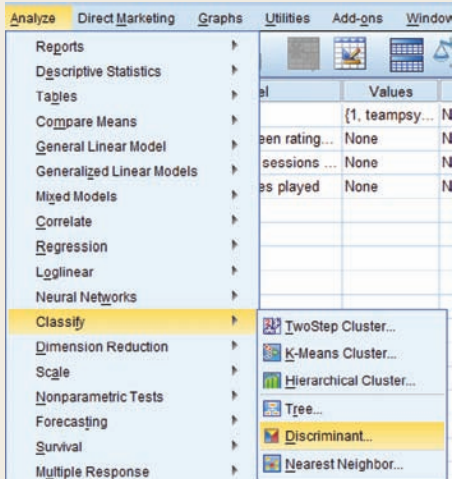 Analyze Direct Marketing Graphs Utilities Add-ons Window
Reports
Descriptive Statistics
Tables
Compare Means
General Linear Model
Generalized Linear Models
Mixed Models
Correlate
Regression
Loglinear
Neural Networks
Classify
Dimension Reduction
Scale
Nonparametric Tests
Forecasting
Survival
Multiple Response
el Values
{1, teampsy... N
een rating... None N
sessions ... None N
es played None N
TwoStep Cluster...
K-Means Cluster...
Hierarchical Cluster...
Tree...
Discriminant...
Nearest Neighbor...